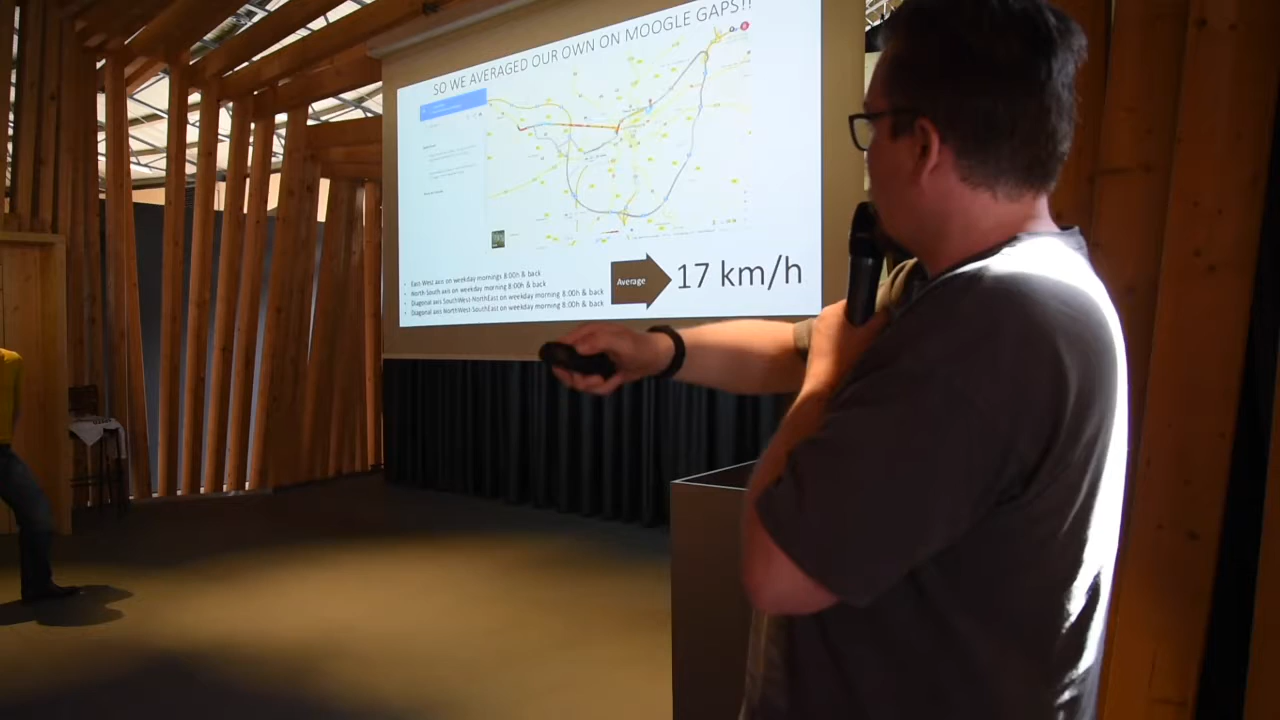 SO WE AVERAGED OUR OWN ON MOOGLE GAPS!!
East West axis on weekday mornings 8:00h & back
North South axis on weekday morning 8:00h & back
Diagonal axis SouthWest-NorthEast on weekday morning 8:00h & back
Diagonal axis NorthWest-SouthEast on weekday morning 8:00h & back
Average
17 km/h